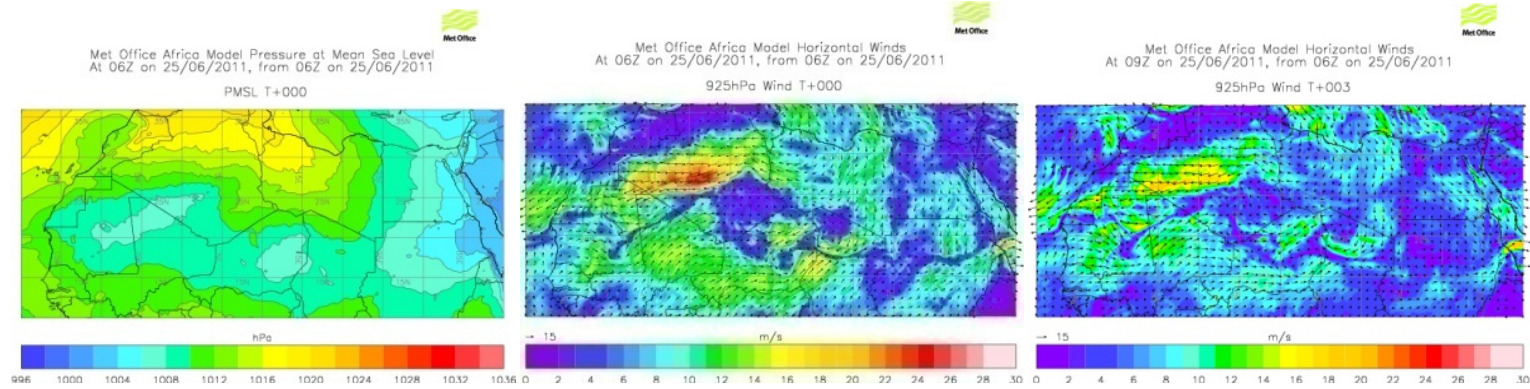 Met Office
Met Office Africa Model Pressure at Mean Sea Level
At 06Z on 25/06/2011, from 06Z on 25/06/2011
PMSL T+000
hPa
996 1000 1004 1008 1012 1016 1020 1024 1028 1032 1036
Met Office
Met Office Africa Model Horizontal Winds
At 06Z on 25/06/2011, from 06Z on 25/06/2011
925hPa Wind T+000
→ 15 m/s
0 2 4 6 8 10 12 14 16 18 20 22 24 26 28 30
Met Office
Met Office Africa Model Horizontal Winds
At 09Z on 25/06/2011, from 06Z on 25/06/2011
925hPa Wind T+003
→ 15 m/s
0 2 4 6 8 10 12 14 16 18 20 22 24 26 28 30